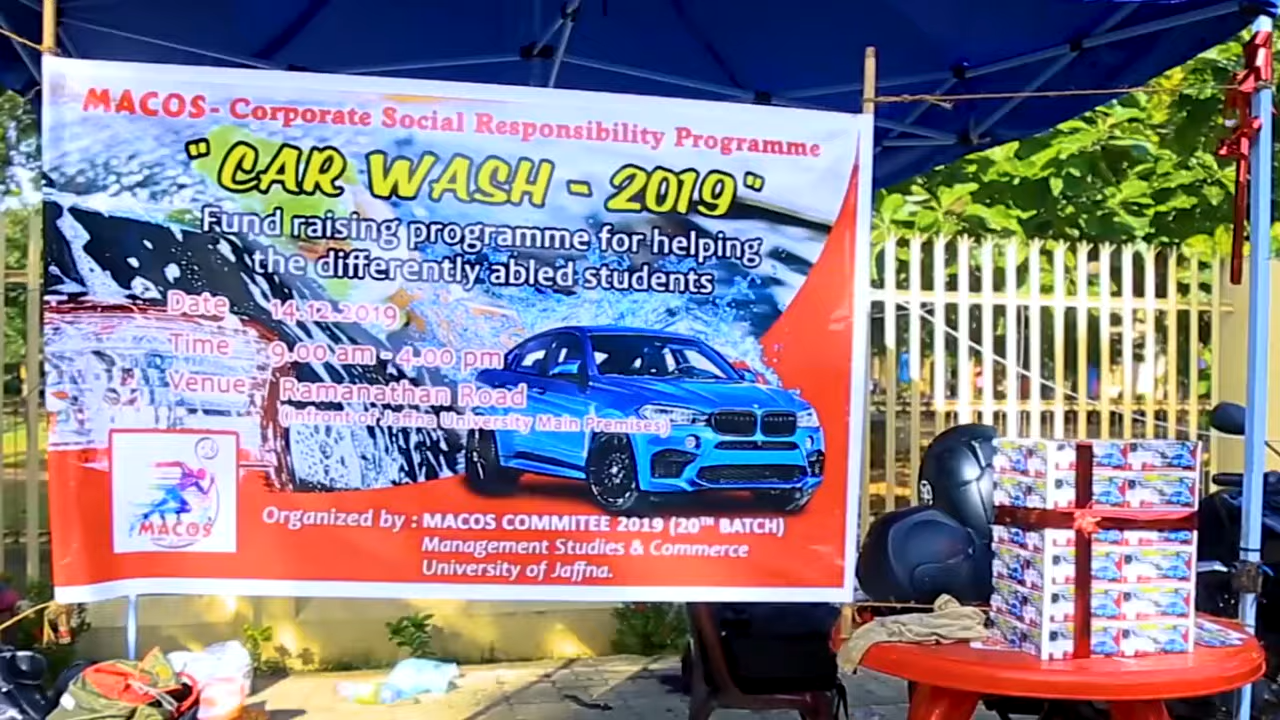 MACOS- Corporate Social Responsibility Programme
"CAR WASH - 2019"
Fund raising programme for helping
the differently abled students
Date 14.12.2019
Time 9.00 am - 4.00 pm
Venue Ramanathan Road
(Infront of Jaffna University Main Premises)
MACOS
Organized by : MACOS COMMITEE 2019 (20TH BATCH)
Management Studies & Commerce
University of Jaffna.